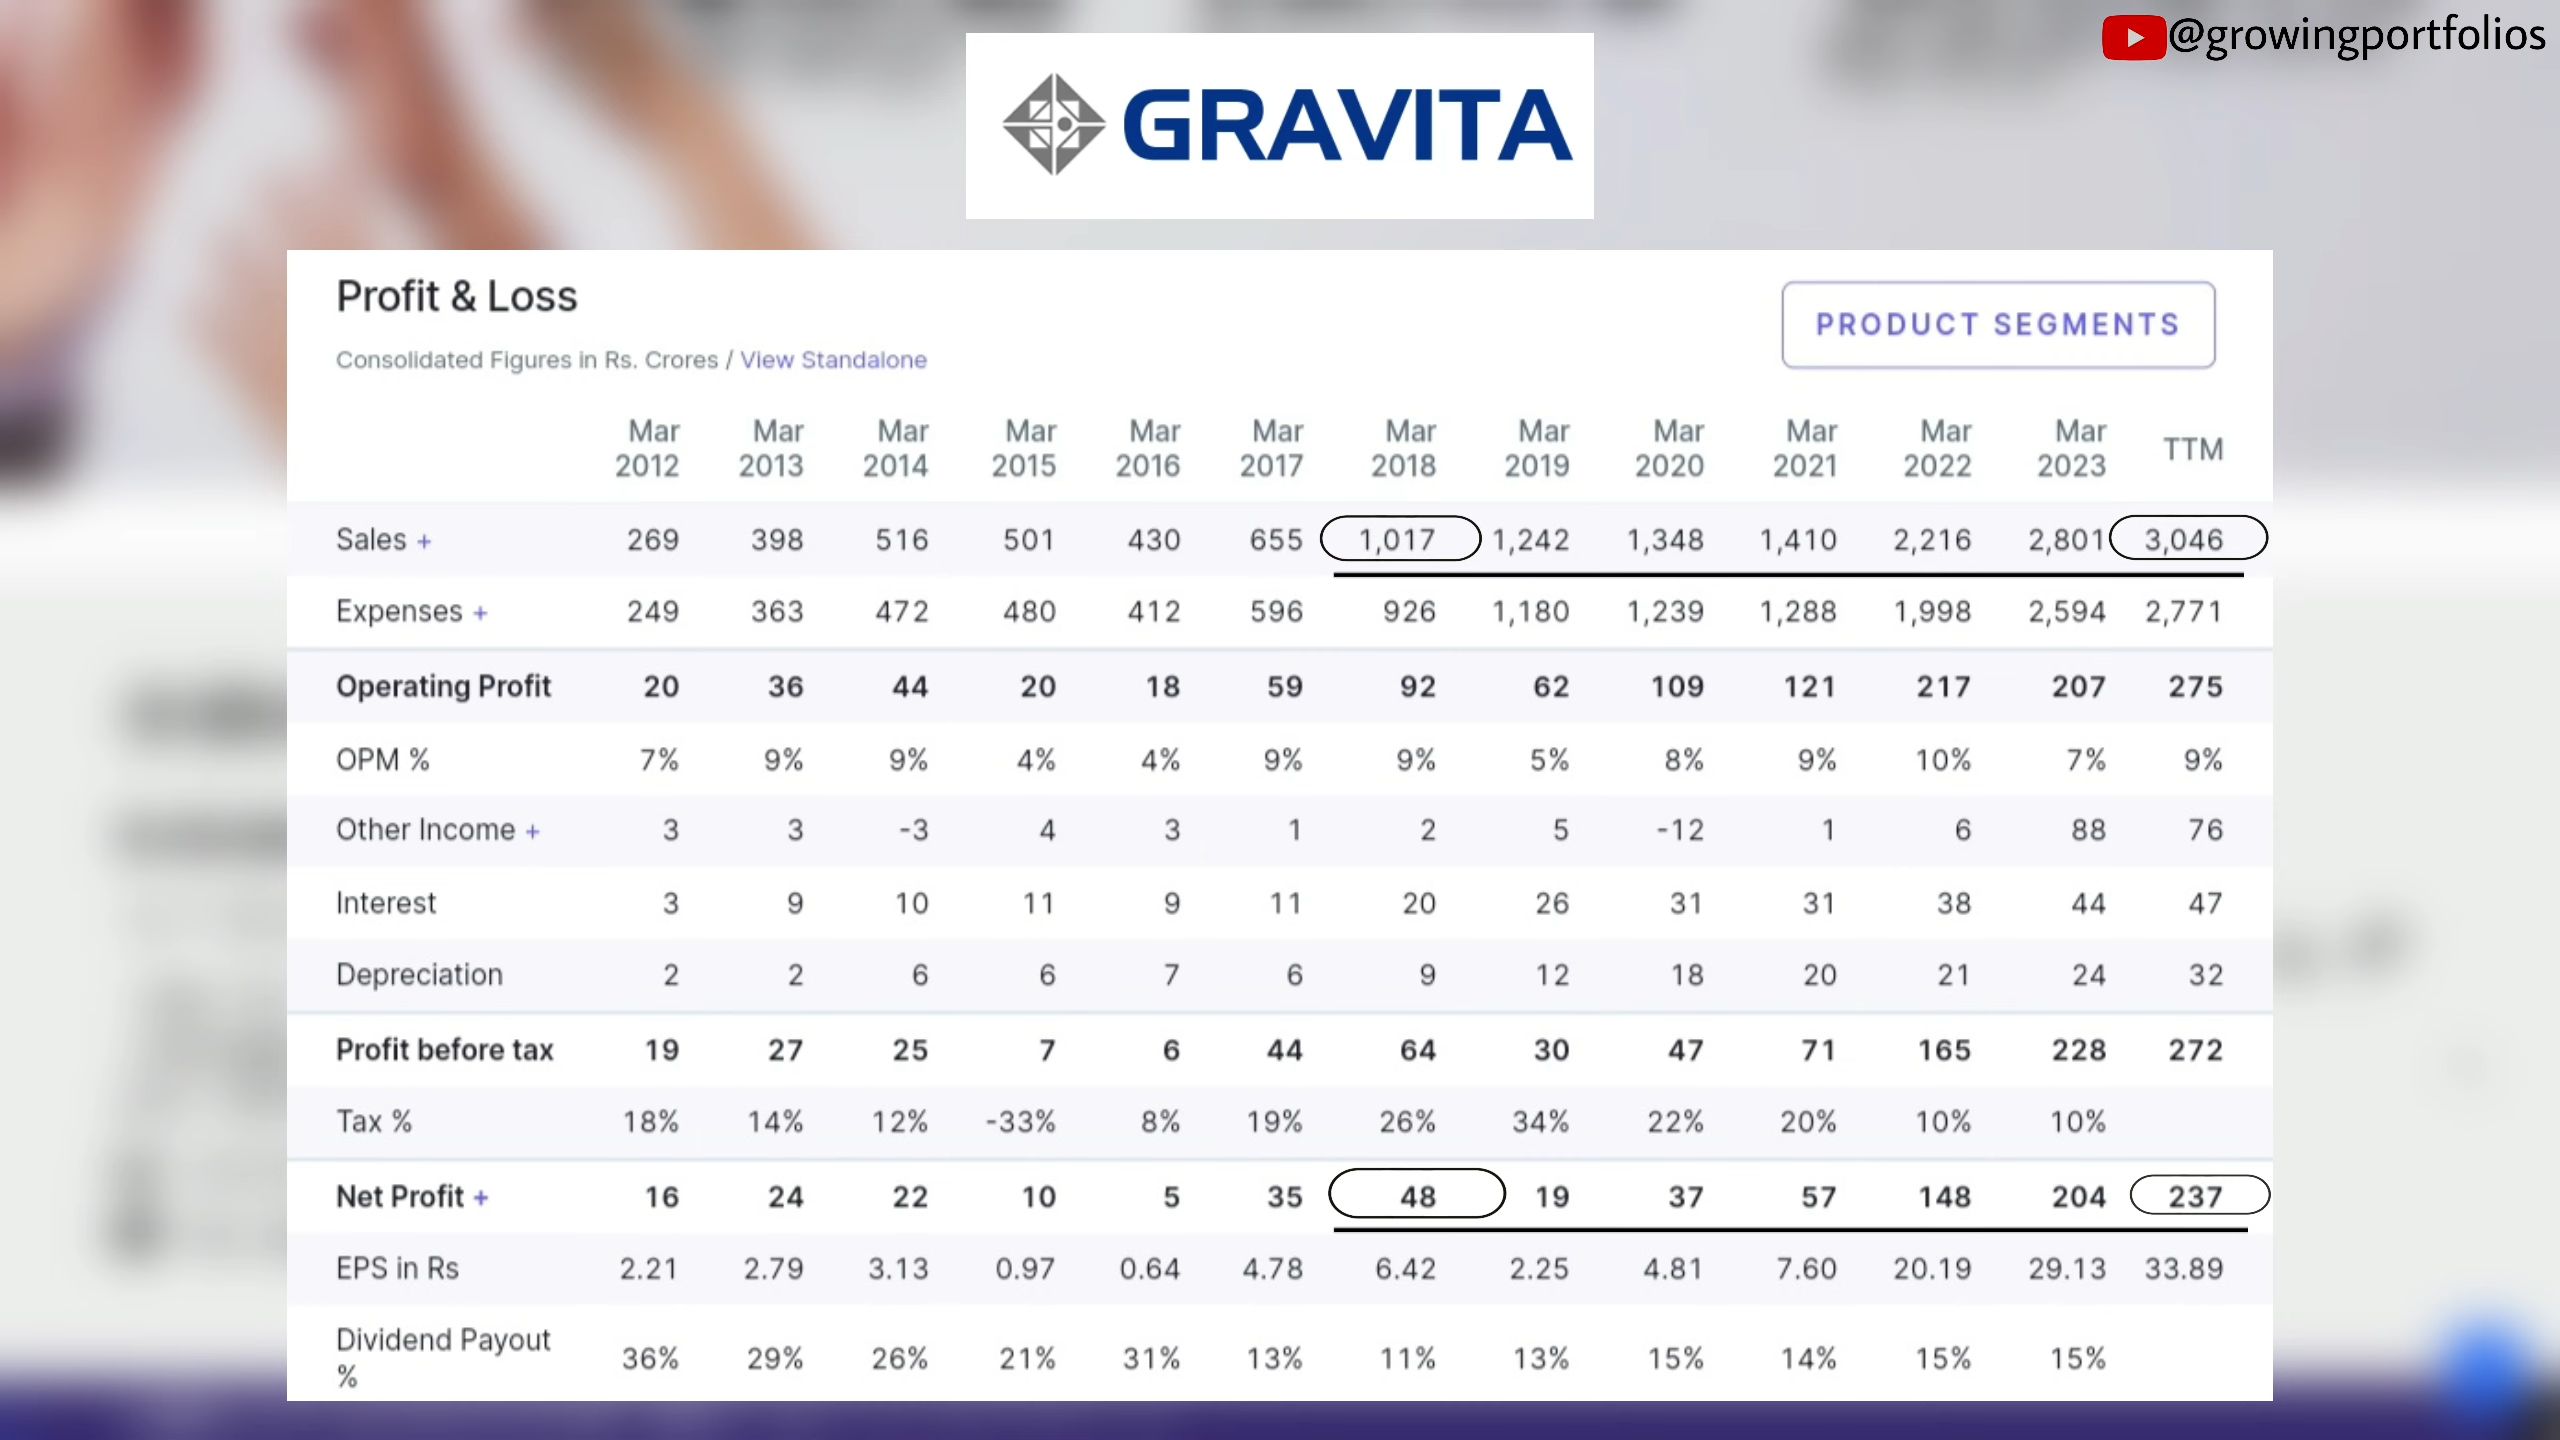 @growingportfolios
GRAVITA
Profit & Loss
PRODUCT SEGMENTS
Consolidated Figures in Rs. Crores / View Standalone
Mar 2012 Mar 2013 Mar 2014 Mar 2015 Mar 2016 Mar 2017 Mar 2018 Mar 2019 Mar 2020 Mar 2021 Mar 2022 Mar 2023 TTM
Sales + 269 398 516 501 430 655 1,017 1,242 1,348 1,410 2,216 2,801 3,046
Expenses + 249 363 472 480 412 596 926 1,180 1,239 1,288 1,998 2,594 2,771
Operating Profit 20 36 44 20 18 59 92 62 109 121 217 207 275
OPM % 7% 9% 9% 4% 4% 9% 9% 5% 8% 9% 10% 7% 9%
Other Income + 3 3 -3 4 3 1 2 5 -12 1 6 88 76
Interest 3 9 10 11 9 11 20 26 31 31 38 44 47
Depreciation 2 2 6 6 7 6 9 12 18 20 21 24 32
Profit before tax 19 27 25 7 6 44 64 30 47 71 165 228 272
Tax % 18% 14% 12% -33% 8% 19% 26% 34% 22% 20% 10% 10%
Net Profit + 16 24 22 10 5 35 48 19 37 57 148 204 237
EPS in Rs 2.21 2.79 3.13 0.97 0.64 4.78 6.42 2.25 4.81 7.60 20.19 29.13 33.89
Dividend Payout % 36% 29% 26% 21% 31% 13% 11% 13% 15% 14% 15% 15%